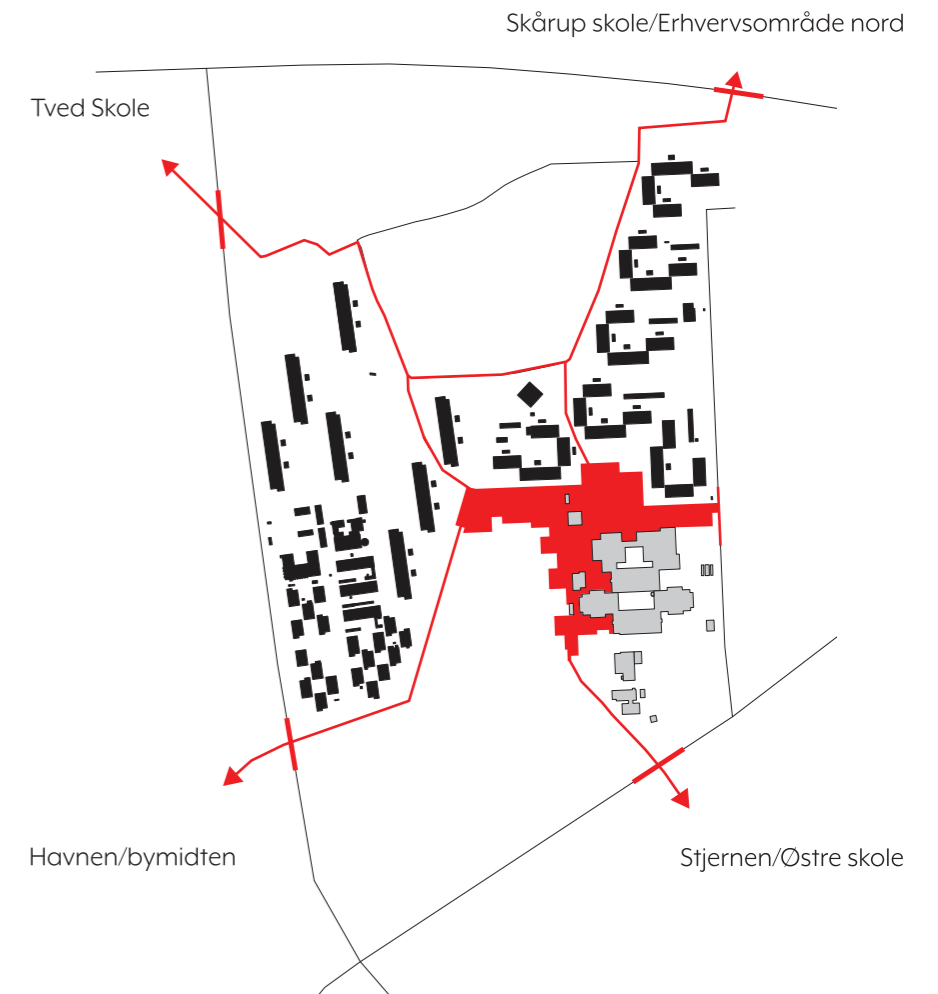 Skårup skole/Erhvervsområde nord
Tved Skole
Havnen/bymidten
Stjernen/Østre skole